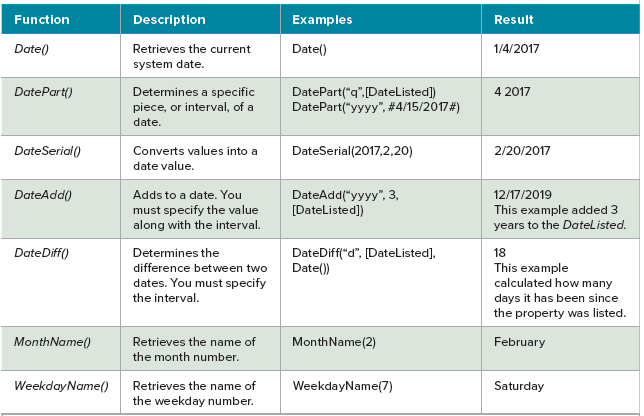 Function Description Examples Result
Date() Retrieves the current Date() 1/4/2017
system date.
DatePart() Determines a specific DatePart(“q”,[DateListed]) 4 2017
piece, or interval, of a DatePart(“yyyy”, #4/15/2017#)
date.
DateSerial() Converts values into a DateSerial(2017,2,20) 2/20/2017
date value.
DateAdd() Adds to a date. You DateAdd(“yyyy”, 3, 12/17/2019
must specify the value [DateListed]) This example added 3
along with the interval. years to the DateListed.
DateDiff() Determines the DateDiff(“d”, [DateListed], 18
difference between two Date()) This example
dates. You must specify calculated how many
the interval. days it has been since
the property was listed.
MonthName() Retrieves the name of MonthName(2) February
the month number.
WeekdayName() Retrieves the name of WeekdayName(7) Saturday
the weekday number.